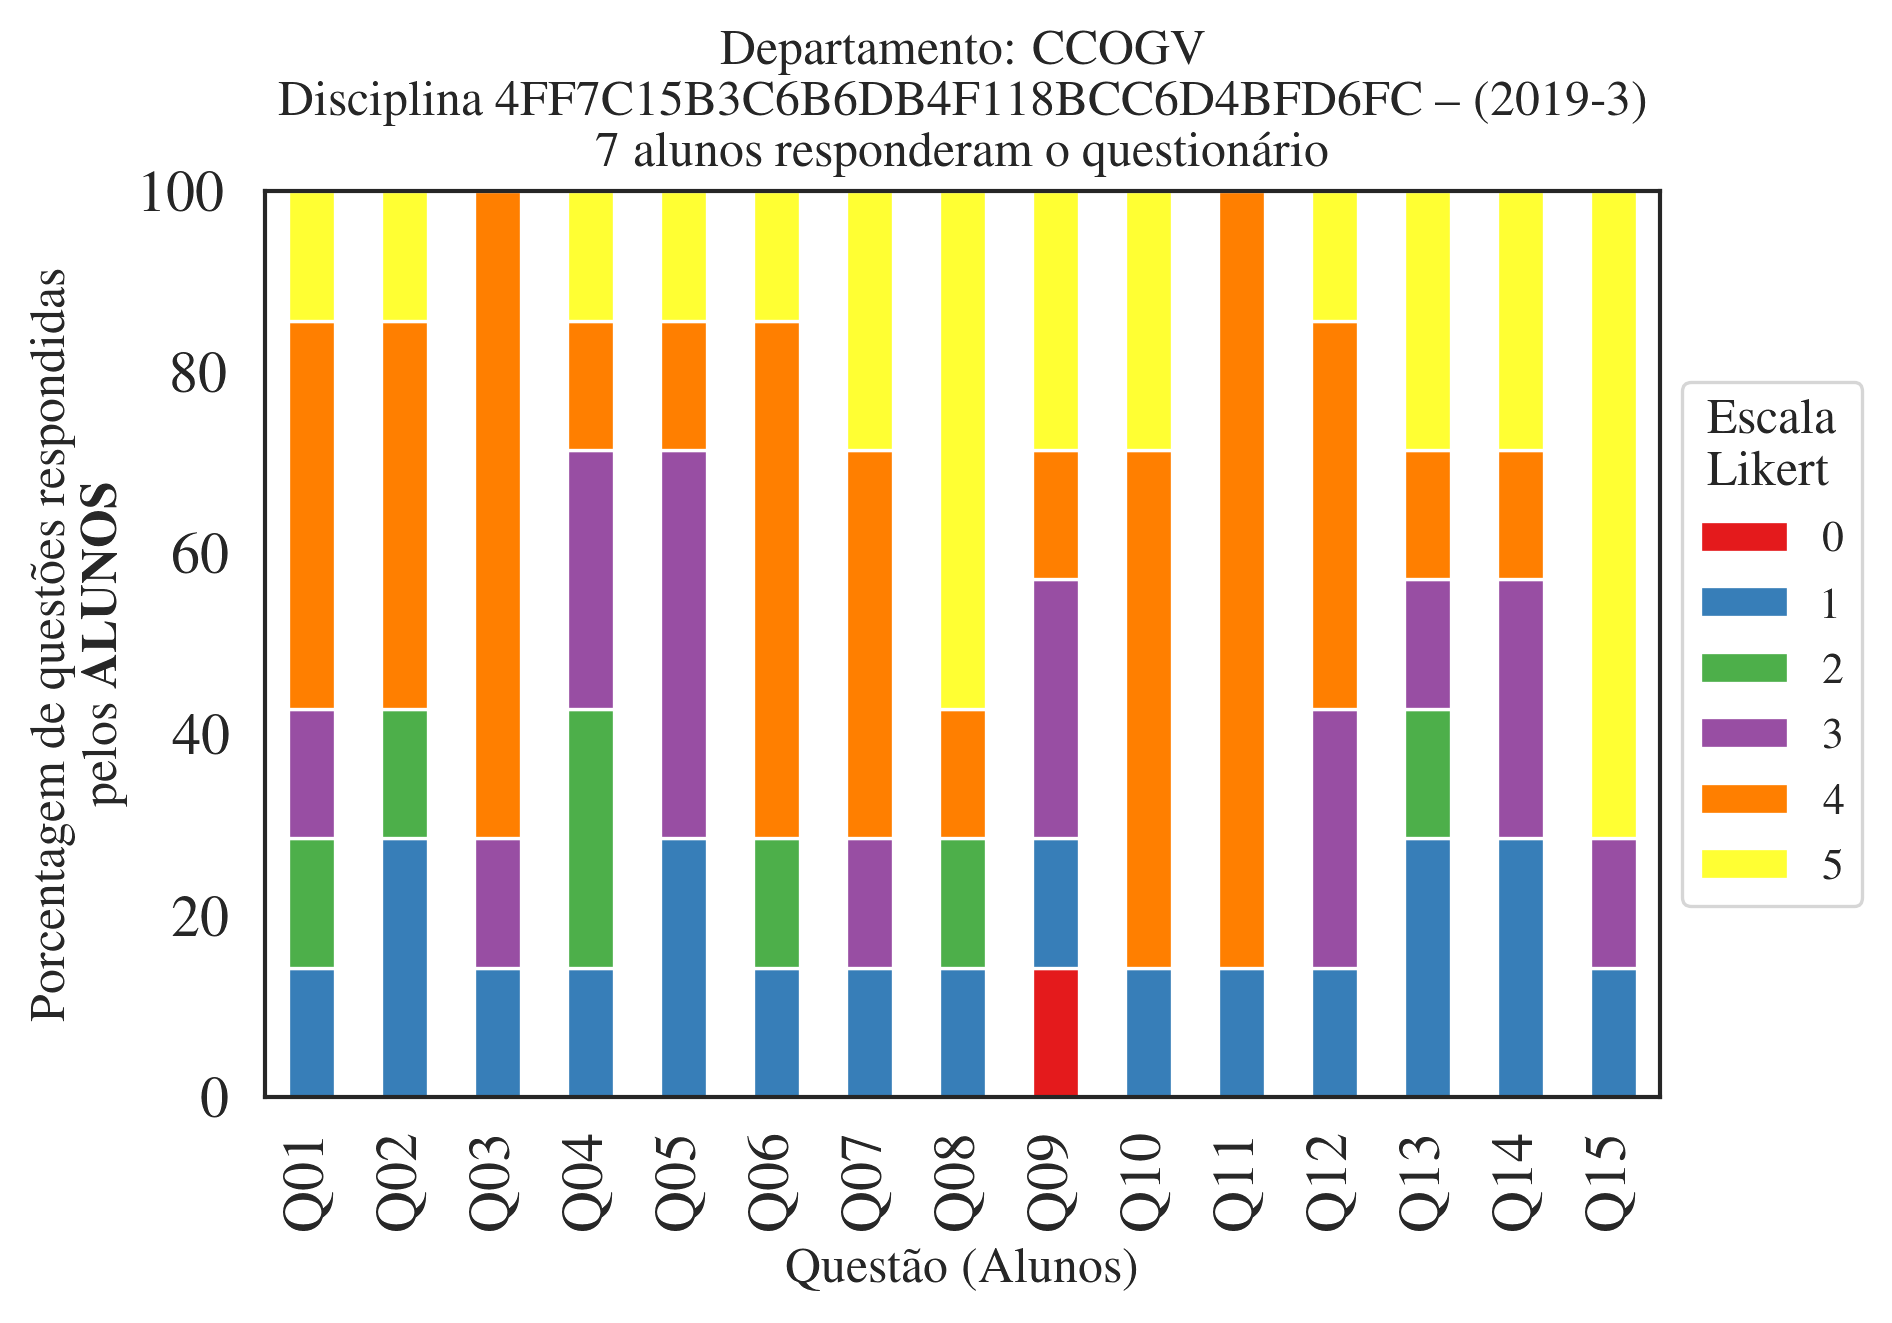 Departamento: CCOGV
Disciplina 4FF7C15B3C6B6DB4F118BCC6D4BFD6FC – (2019-3)
7 alunos responderam o questionário
Porcentagem de questões respondidas
pelos ALUNOS
100
80
60
40
20
0
Q01
Q02
Q03
Q04
Q05
Q06
Q07
Q08
Q09
Q10
Q11
Q12
Q13
Q14
Q15
Questão (Alunos)
Escala
Likert
0
1
2
3
4
5